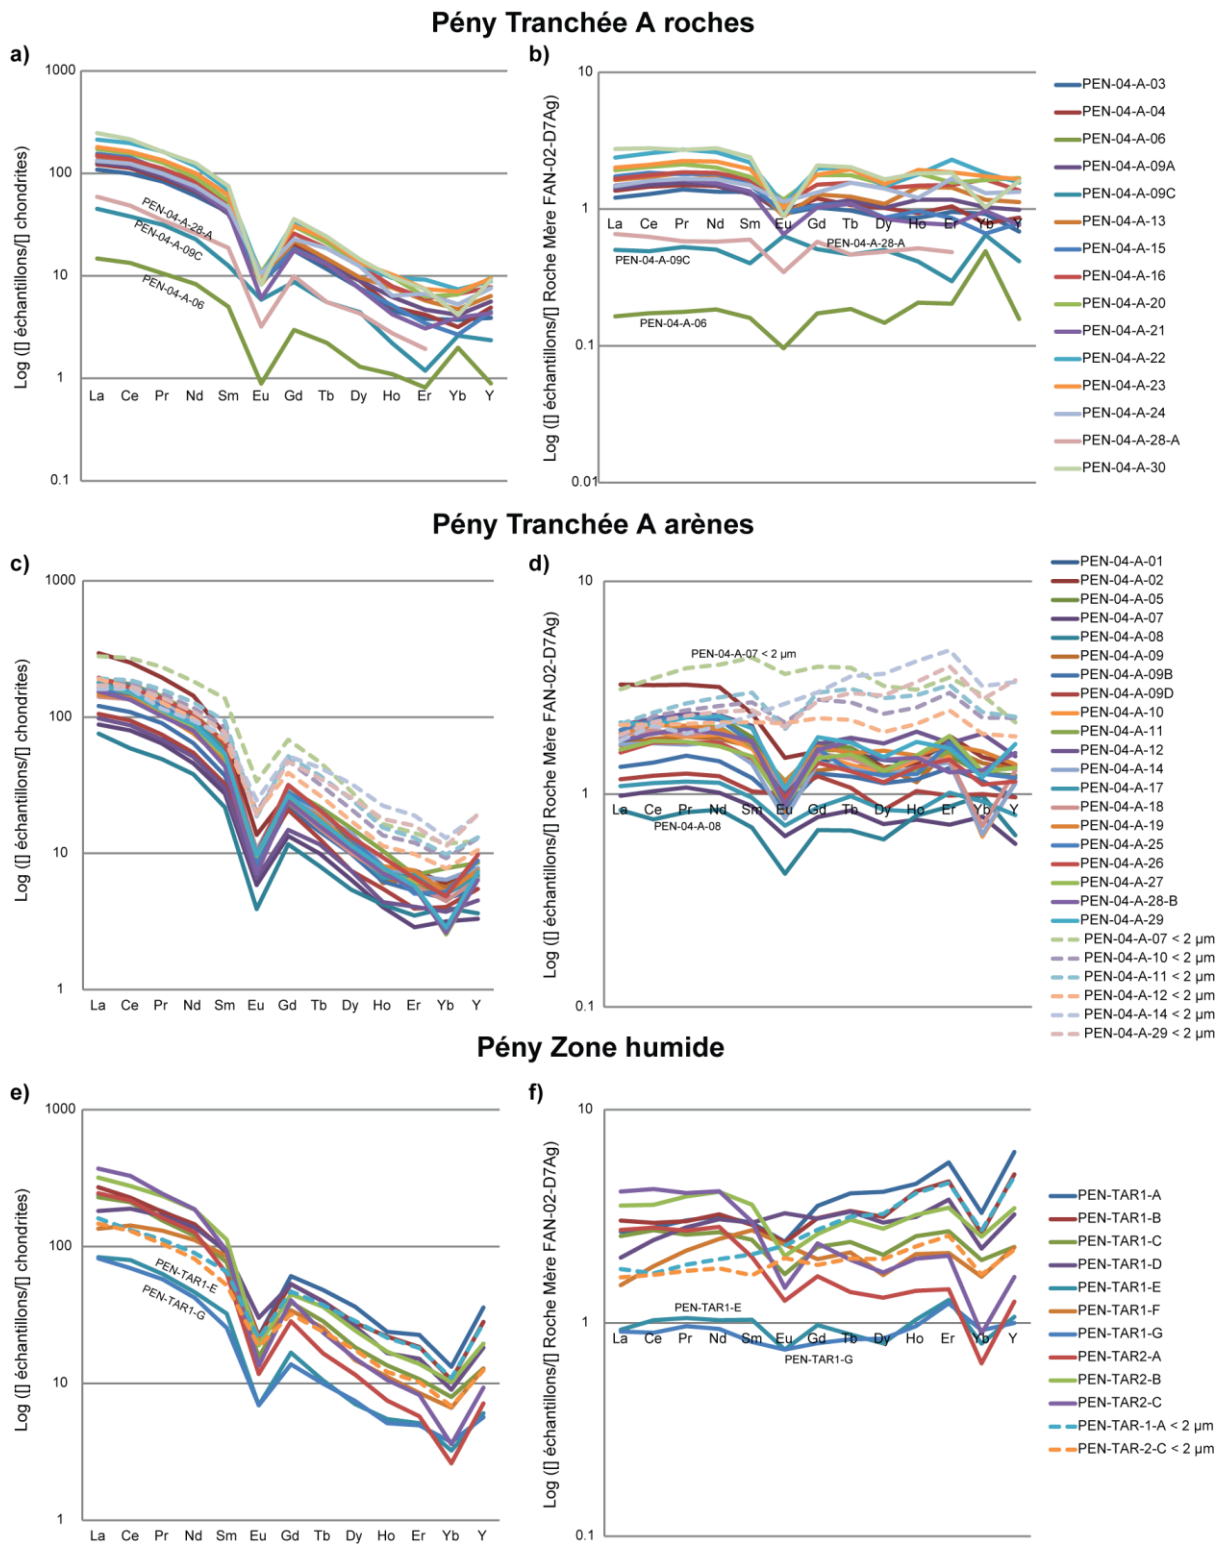 Pény Tranchée A roches
a)
Log ([] échantillons/[] chondrites)
1000
100
10
1
0.1
La Ce Pr Nd Sm Eu Gd Tb Dy Ho Er Yb Y
PEN-04-A-28-A
PEN-04-A-09C
PEN-04-A-06
b)
Log ([] échantillons/[] Roche Mère FAN-02-D7Ag)
10
1
0.1
0.01
La Ce Pr Nd Sm Eu Gd Tb Dy Ho Er Yb Y
PEN-04-A-28-A
PEN-04-A-09C
PEN-04-A-06
PEN-04-A-03
PEN-04-A-04
PEN-04-A-06
PEN-04-A-09A
PEN-04-A-09C
PEN-04-A-13
PEN-04-A-15
PEN-04-A-16
PEN-04-A-20
PEN-04-A-21
PEN-04-A-22
PEN-04-A-23
PEN-04-A-24
PEN-04-A-28-A
PEN-04-A-30
Pény Tranchée A arènes
c)
Log ([] échantillons/[] chondrites)
1000
100
10
1
La Ce Pr Nd Sm Eu Gd Tb Dy Ho Er Yb Y
d)
Log ([] échantillons/[] Roche Mère FAN-02-D7Ag)
10
1
0.1
PEN-04-A-07 < 2 µm
La Ce Pr Nd Sm Eu Gd Tb Dy Ho Er Yb Y
PEN-04-A-08
PEN-04-A-01
PEN-04-A-02
PEN-04-A-05
PEN-04-A-07
PEN-04-A-08
PEN-04-A-09
PEN-04-A-09B
PEN-04-A-09D
PEN-04-A-10
PEN-04-A-11
PEN-04-A-12
PEN-04-A-14
PEN-04-A-17
PEN-04-A-18
PEN-04-A-19
PEN-04-A-25
PEN-04-A-26
PEN-04-A-27
PEN-04-A-28-B
PEN-04-A-29
PEN-04-A-07 < 2 µm
PEN-04-A-10 < 2 µm
PEN-04-A-11 < 2 µm
PEN-04-A-12 < 2 µm
PEN-04-A-14 < 2 µm
PEN-04-A-29 < 2 µm
Pény Zone humide
e)
Log ([] échantillons/[] chondrites)
1000
100
10
1
PEN-TAR1-E
PEN-TAR1-G
La Ce Pr Nd Sm Eu Gd Tb Dy Ho Er Yb Y
f)
Log ([] échantillons/[] Roche Mère FAN-02-D7Ag)
10
1
0.1
PEN-TAR1-E
La Ce Pr Nd Sm Eu Gd Tb Dy Ho Er Yb Y
PEN-TAR1-G
PEN-TAR1-A
PEN-TAR1-B
PEN-TAR1-C
PEN-TAR1-D
PEN-TAR1-E
PEN-TAR1-F
PEN-TAR1-G
PEN-TAR2-A
PEN-TAR2-B
PEN-TAR2-C
PEN-TAR-1-A < 2 µm
PEN-TAR-2-C < 2 µm